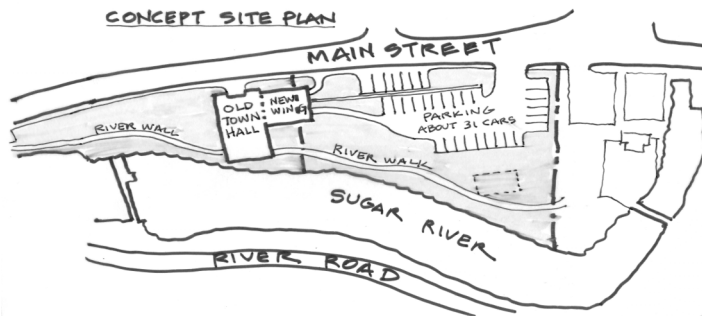 CONCEPT SITE PLAN
MAIN STREET
OLD
TOWN
HALL
NEW
WING
PARKING
ABOUT 31 CARS
RIVER WALK
RIVER WALK
SUGAR RIVER
RIVER ROAD